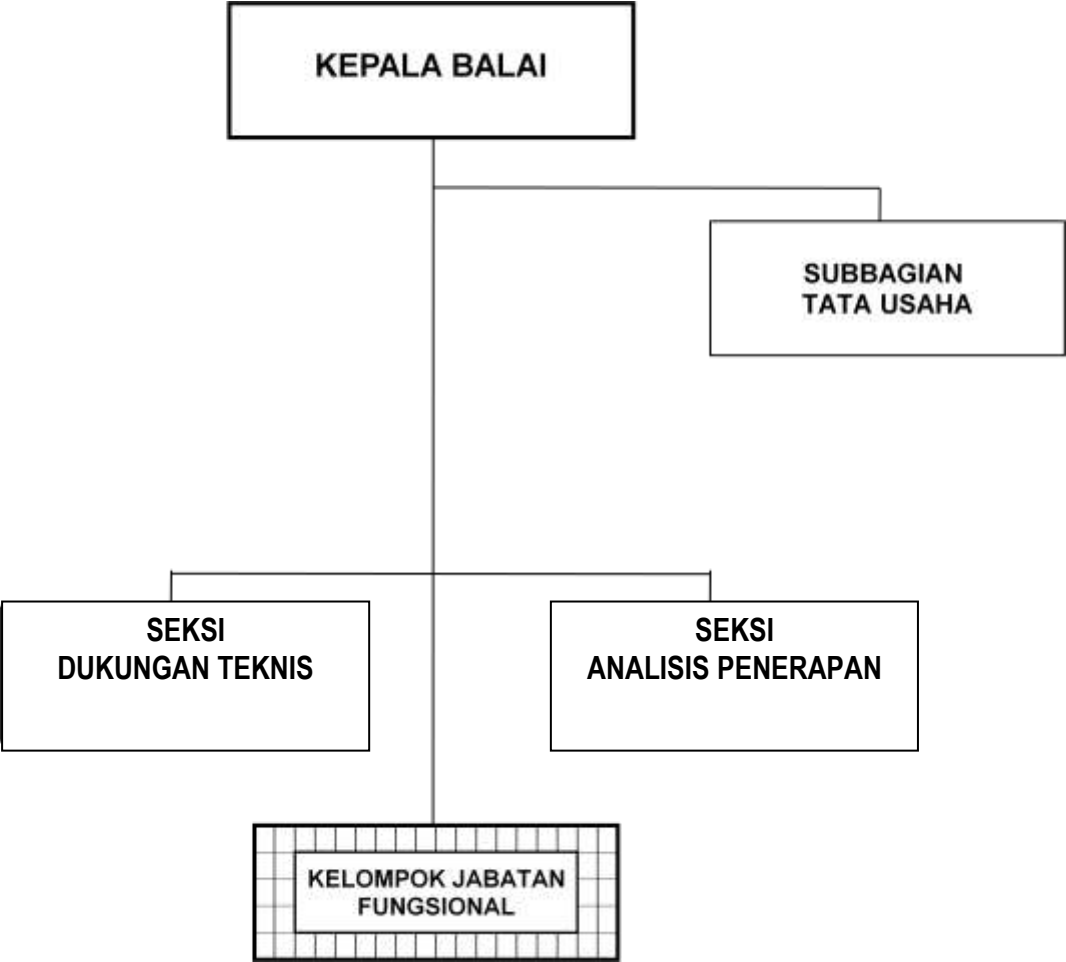 KEPALA BALAI
SUBBAGIAN
TATA USAHA
SEKSI
DUKUNGAN TEKNIS
SEKSI
ANALISIS PENERAPAN
KELOMPOK JABATAN
FUNGSIONAL